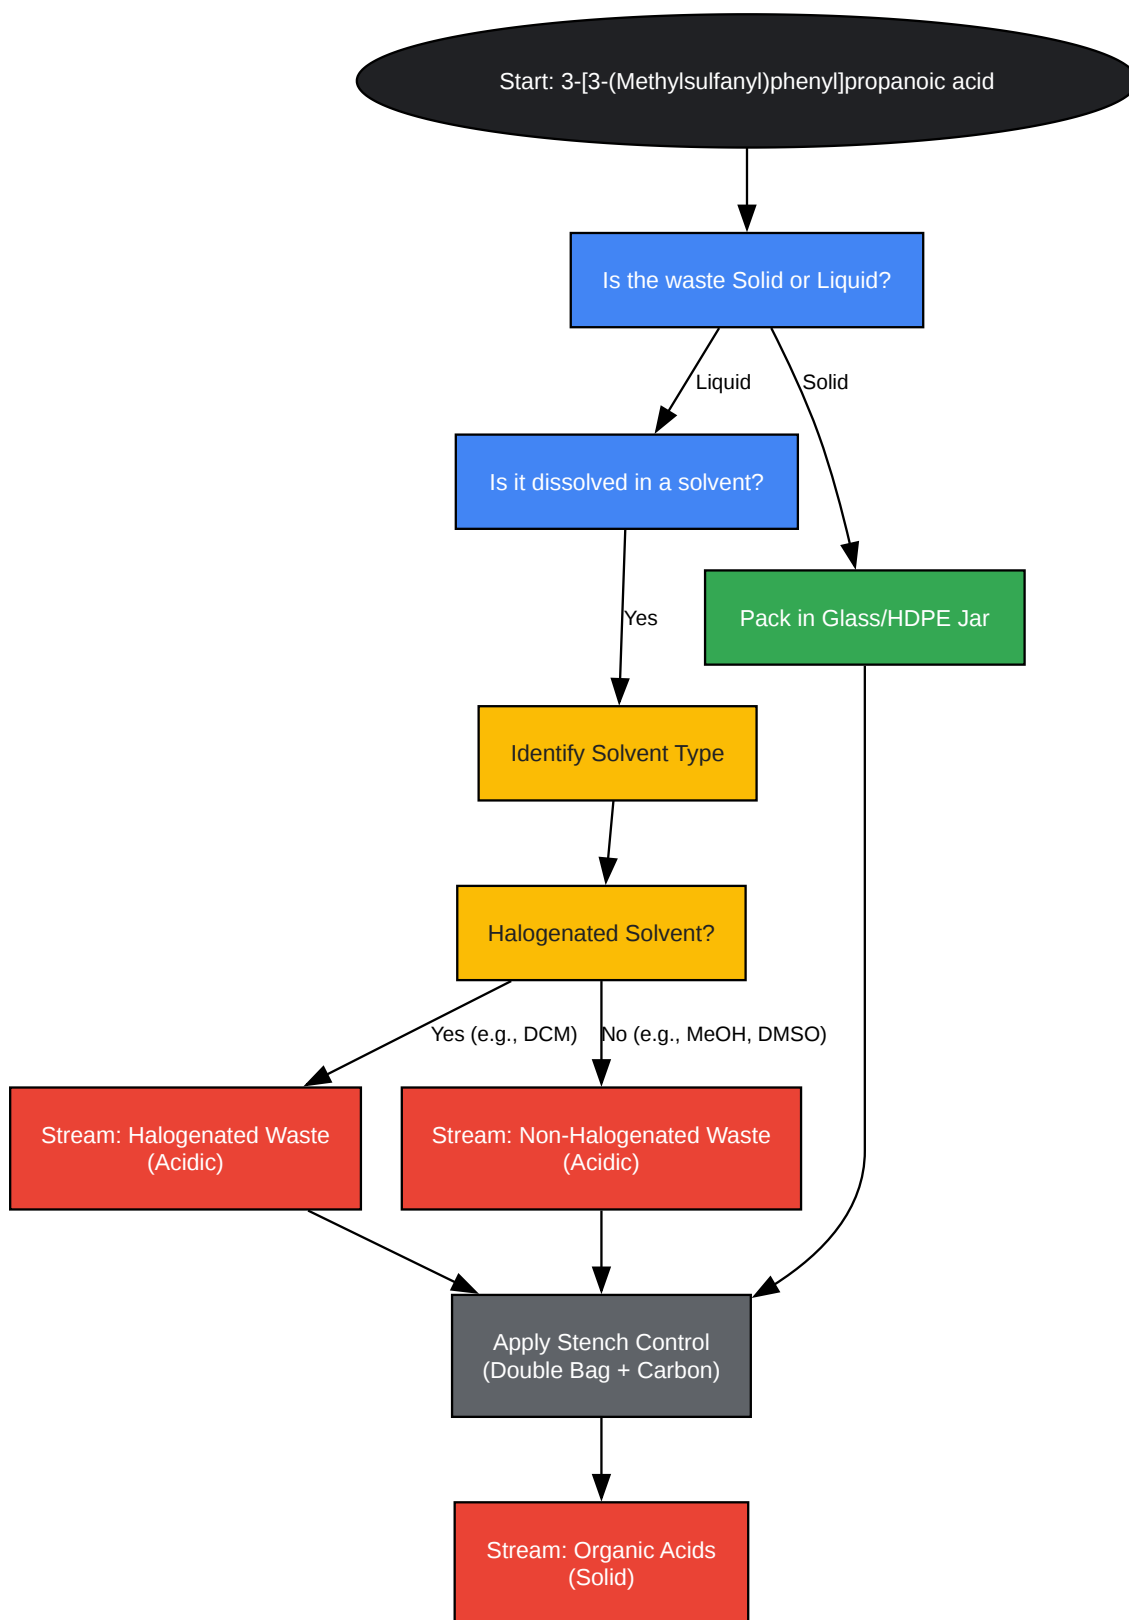 Start: 3-[3-(Methylsulfanyl)phenyl]propanoic acid
Is the waste Solid or Liquid?
Liquid
Solid
Is it dissolved in a solvent?
Yes
Pack in Glass/HDPE Jar
Identify Solvent Type
Halogenated Solvent?
Yes (e.g., DCM)
No (e.g., MeOH, DMSO)
Stream: Halogenated Waste
(Acidic)
Stream: Non-Halogenated Waste
(Acidic)
Apply Stench Control
(Double Bag + Carbon)
Stream: Organic Acids
(Solid)